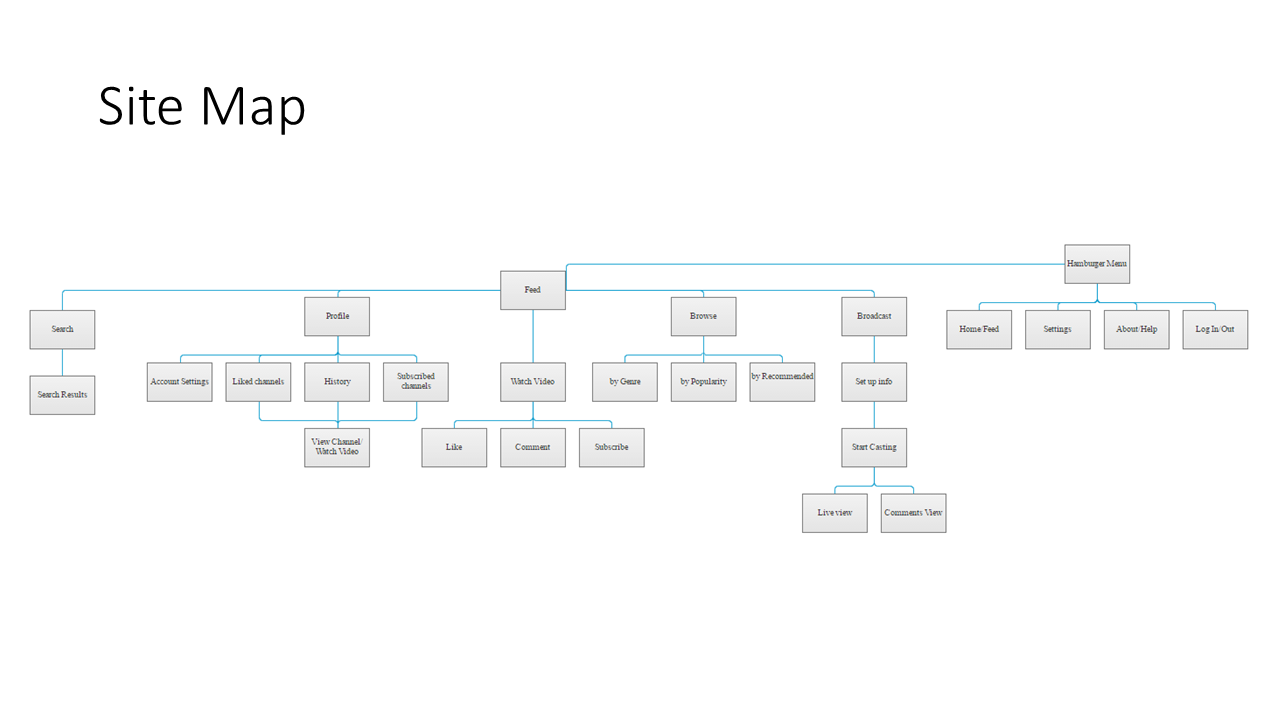 Site Map
Hamburger Menu
Feed
Search
Profile
Browse
Broadcast
Home/Feed
Settings
About/Help
Log In/Out
Search Results
Account Settings
Liked channels
History
Subscribed
channels
Watch Video
by Genre
by Popularity
by Recommended
Set up info
View Channel/
Watch Video
Like
Comment
Subscribe
Start Casting
Live view
Comments View